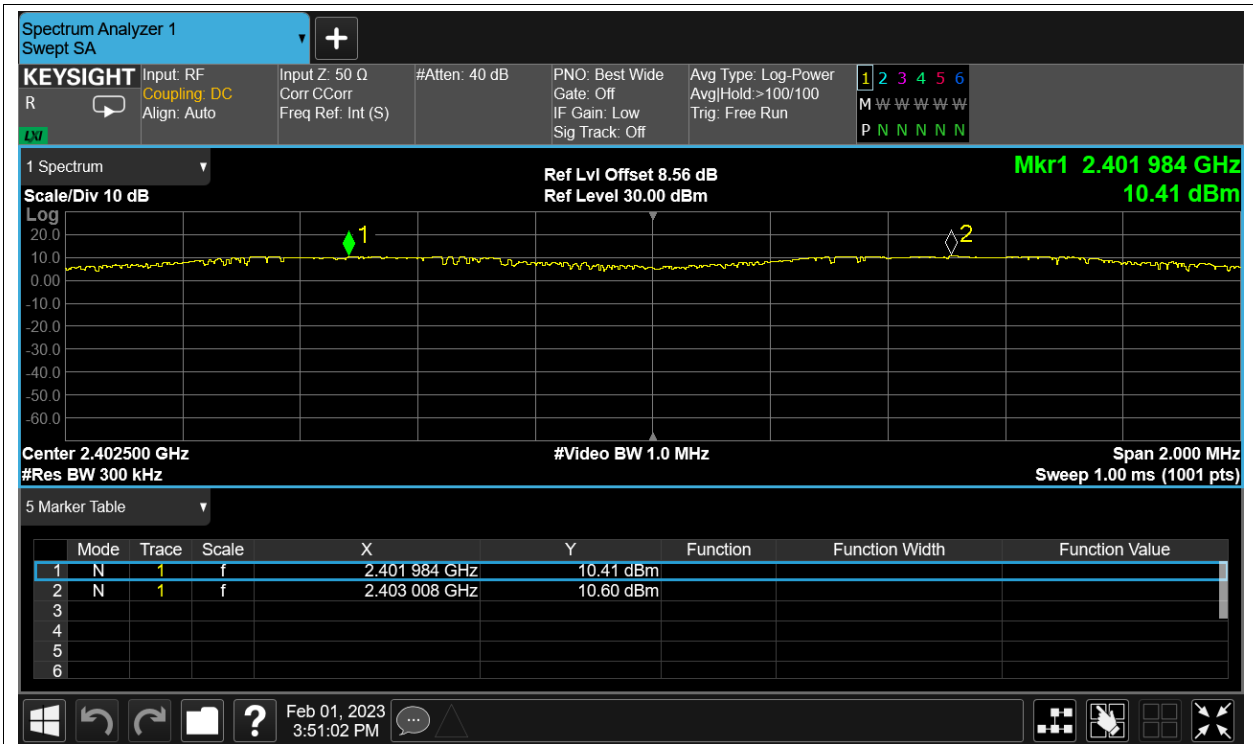 Spectrum Analyzer 1
Swept SA
+
KEYSIGHT
R
LXI
Input: RF
Coupling: DC
Align: Auto
Input Z: 50 Ω
Corr CCorr
Freq Ref: Int (S)
#Atten: 40 dB
PNO: Best Wide
Gate: Off
IF Gain: Low
Sig Track: Off
Avg Type: Log-Power
Avg|Hold:>100/100
Trig: Free Run
1 2 3 4 5 6
M W W W W W
P N N N N N
1 Spectrum
Scale/Div 10 dB
Ref Lvl Offset 8.56 dB
Ref Level 30.00 dBm
Mkr1 2.401 984 GHz
10.41 dBm
Log
20.0
10.0
0.00
-10.0
-20.0
-30.0
-40.0
-50.0
-60.0
1
2
Center 2.402500 GHz
#Video BW 1.0 MHz
Span 2.000 MHz
#Res BW 300 kHz
Sweep 1.00 ms (1001 pts)
5 Marker Table
Mode Trace Scale X Y Function Function Width Function Value
1 N 1 f 2.401 984 GHz 10.41 dBm
2 N 1 f 2.403 008 GHz 10.60 dBm
3
4
5
6
?
Feb 01, 2023
3:51:02 PM